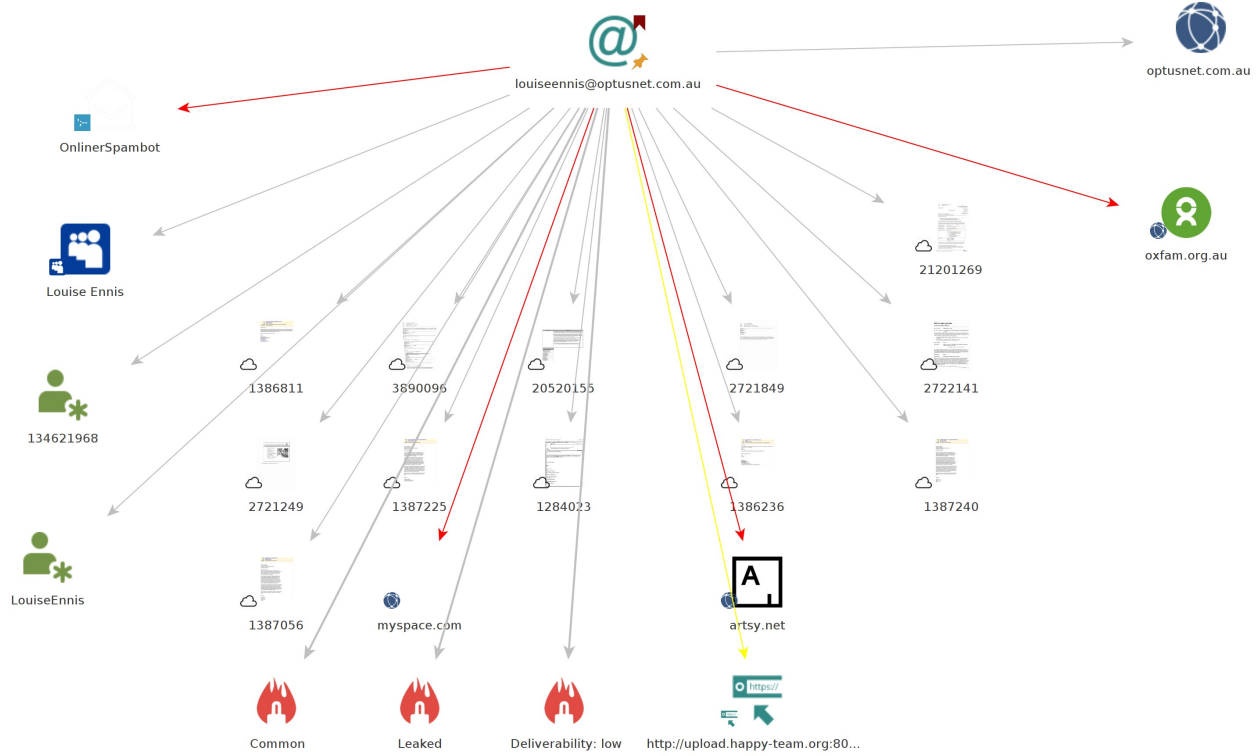 @
louiseennis@optusnet.com.au
optusnet.com.au
OnlinerSpambot
oxfam.org.au
21201269
Louise Ennis
1386811
3890096
20520155
2721849
2722141
134621968
2721249
1387225
1284023
1386236
1387240
LouiseEnnis
A
1387056
myspace.com
artsy.net
https://
Common
Leaked
Deliverability: low
http://upload.happy-team.org:80...